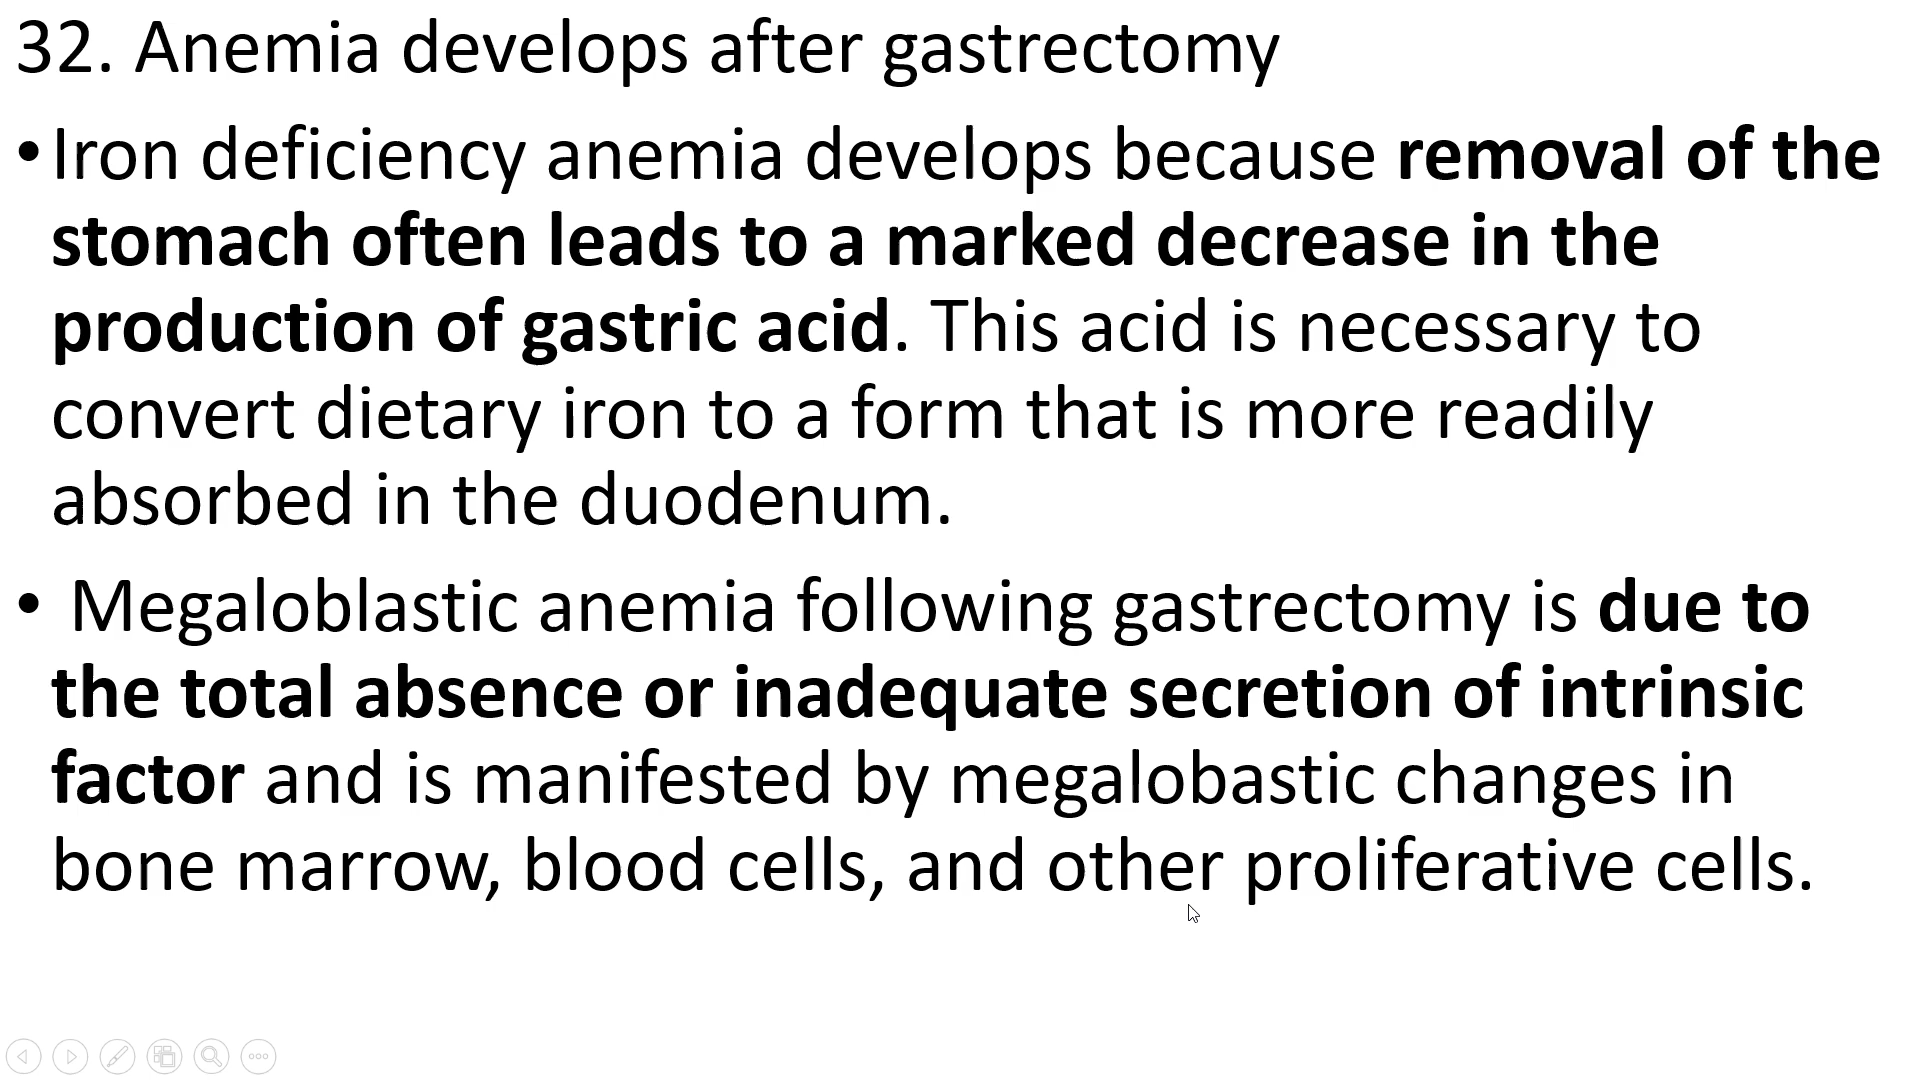 32. Anemia develops after gastrectomy
•Iron deficiency anemia develops because removal of the
stomach often leads to a marked decrease in the
production of gastric acid. This acid is necessary to
convert dietary iron to a form that is more readily
absorbed in the duodenum.
• Megaloblastic anemia following gastrectomy is due to
the total absence or inadequate secretion of intrinsic
factor and is manifested by megalobastic changes in
bone marrow, blood cells, and other proliferative cells.